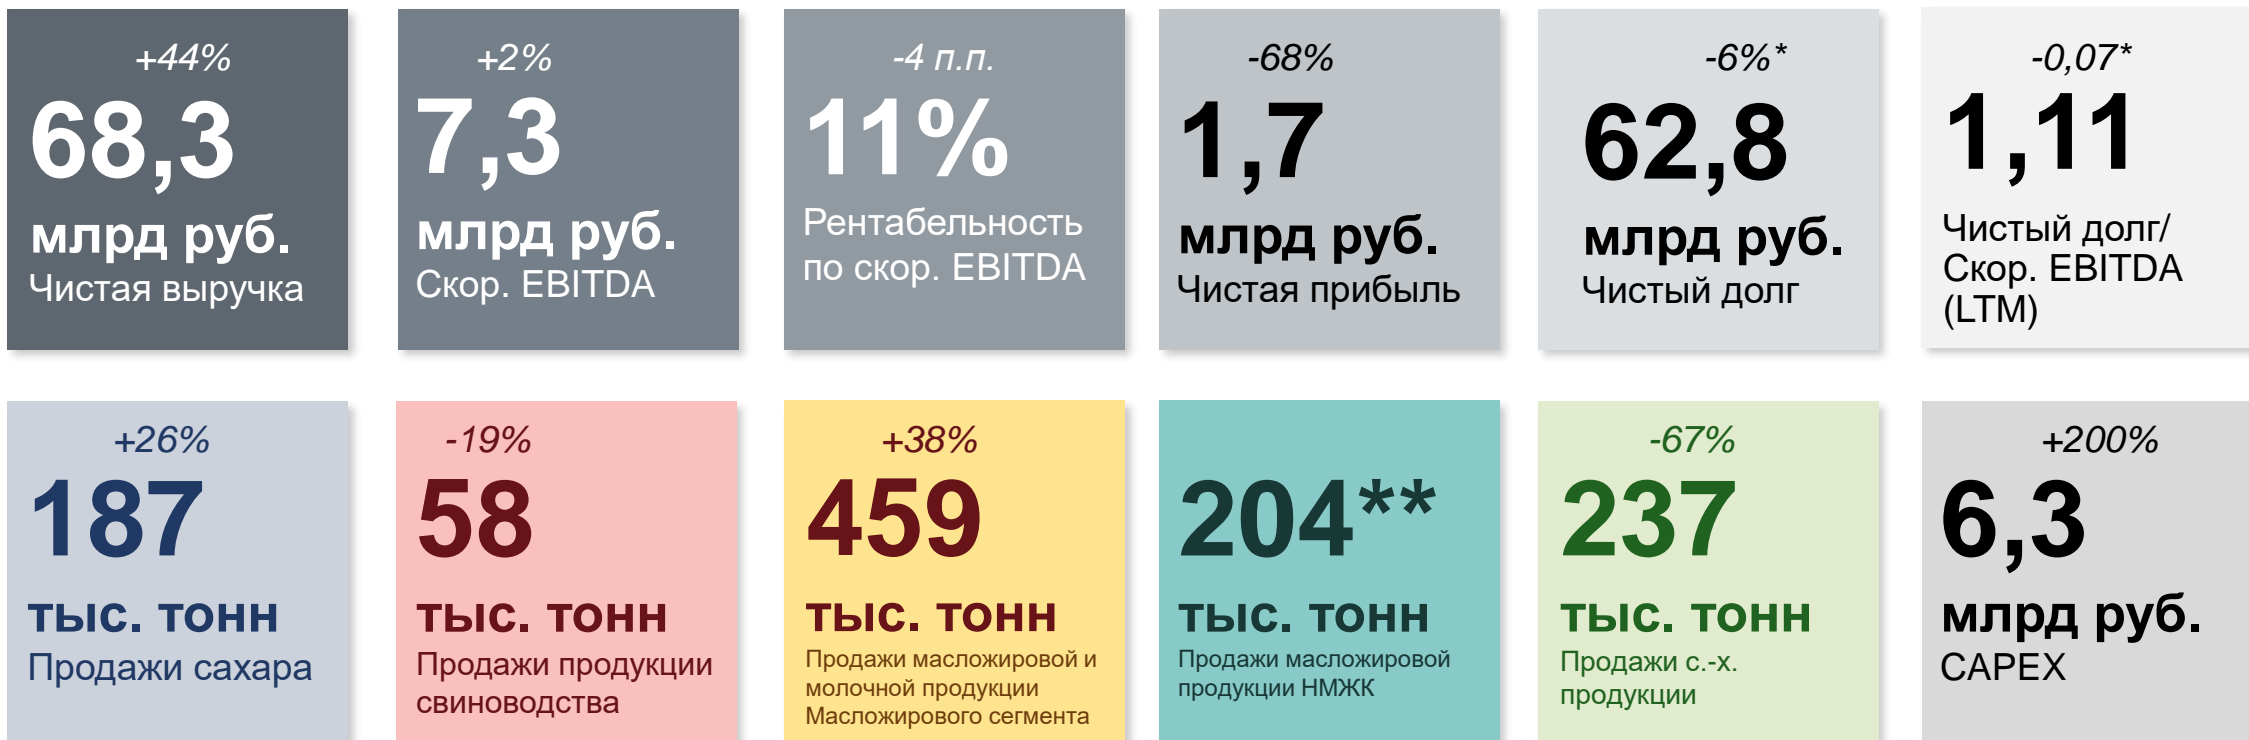 +44%
68,3
млрд руб.
Чистая выручка
+2%
7,3
млрд руб.
Скор. EBITDA
-4 п.п.
11%
Рентабельность
по скор. EBITDA
-68%
1,7
млрд руб.
Чистая прибыль
-6%*
62,8
млрд руб.
Чистый долг
-0,07*
1,11
Чистый долг/
Скор. EBITDA
(LTM)
+26%
187
тыс. тонн
Продажи сахара
-19%
58
тыс. тонн
Продажи продукции
свиноводства
+38%
459
тыс. тонн
Продажи масложировой и
молочной продукции
Масложирового сегмента
204**
тыс. тонн
Продажи масложировой
продукции НМЖК
-67%
237
тыс. тонн
Продажи с.-х.
продукции
+200%
6,3
млрд руб.
CAPEX